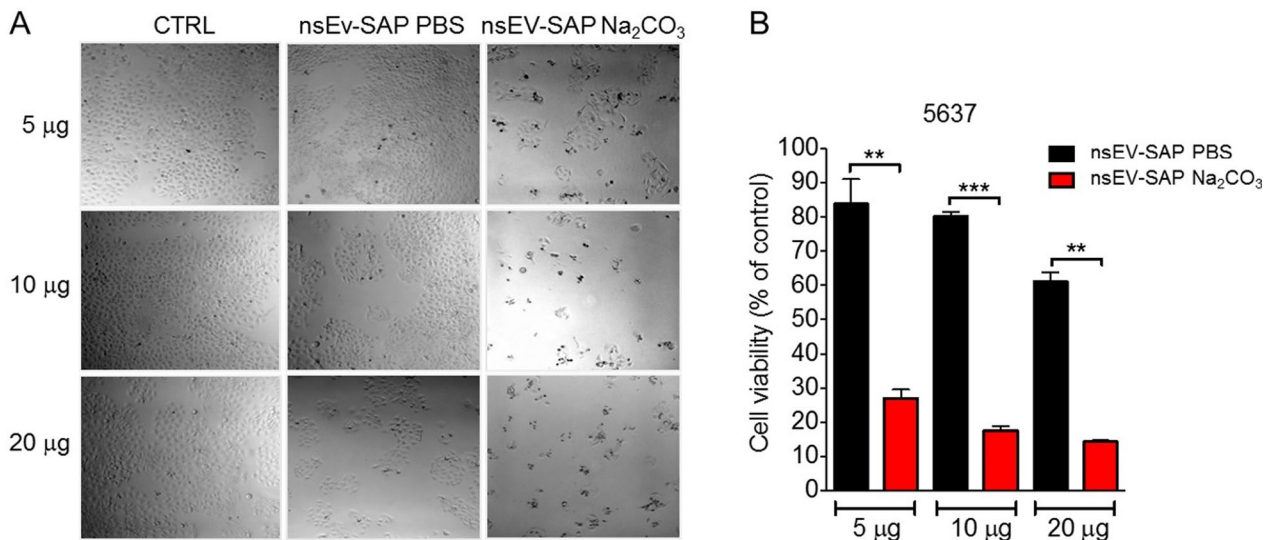 A
CTRL nsEv-SAP PBS nsEV-SAP Na₂CO₃
5 μg
10 μg
20 μg
B
5637
nsEV-SAP PBS
nsEV-SAP Na₂CO₃
Cell viability (% of control)
100
90
80
70
60
50
40
30
20
10
0
** *** **
5 μg 10 μg 20 μg